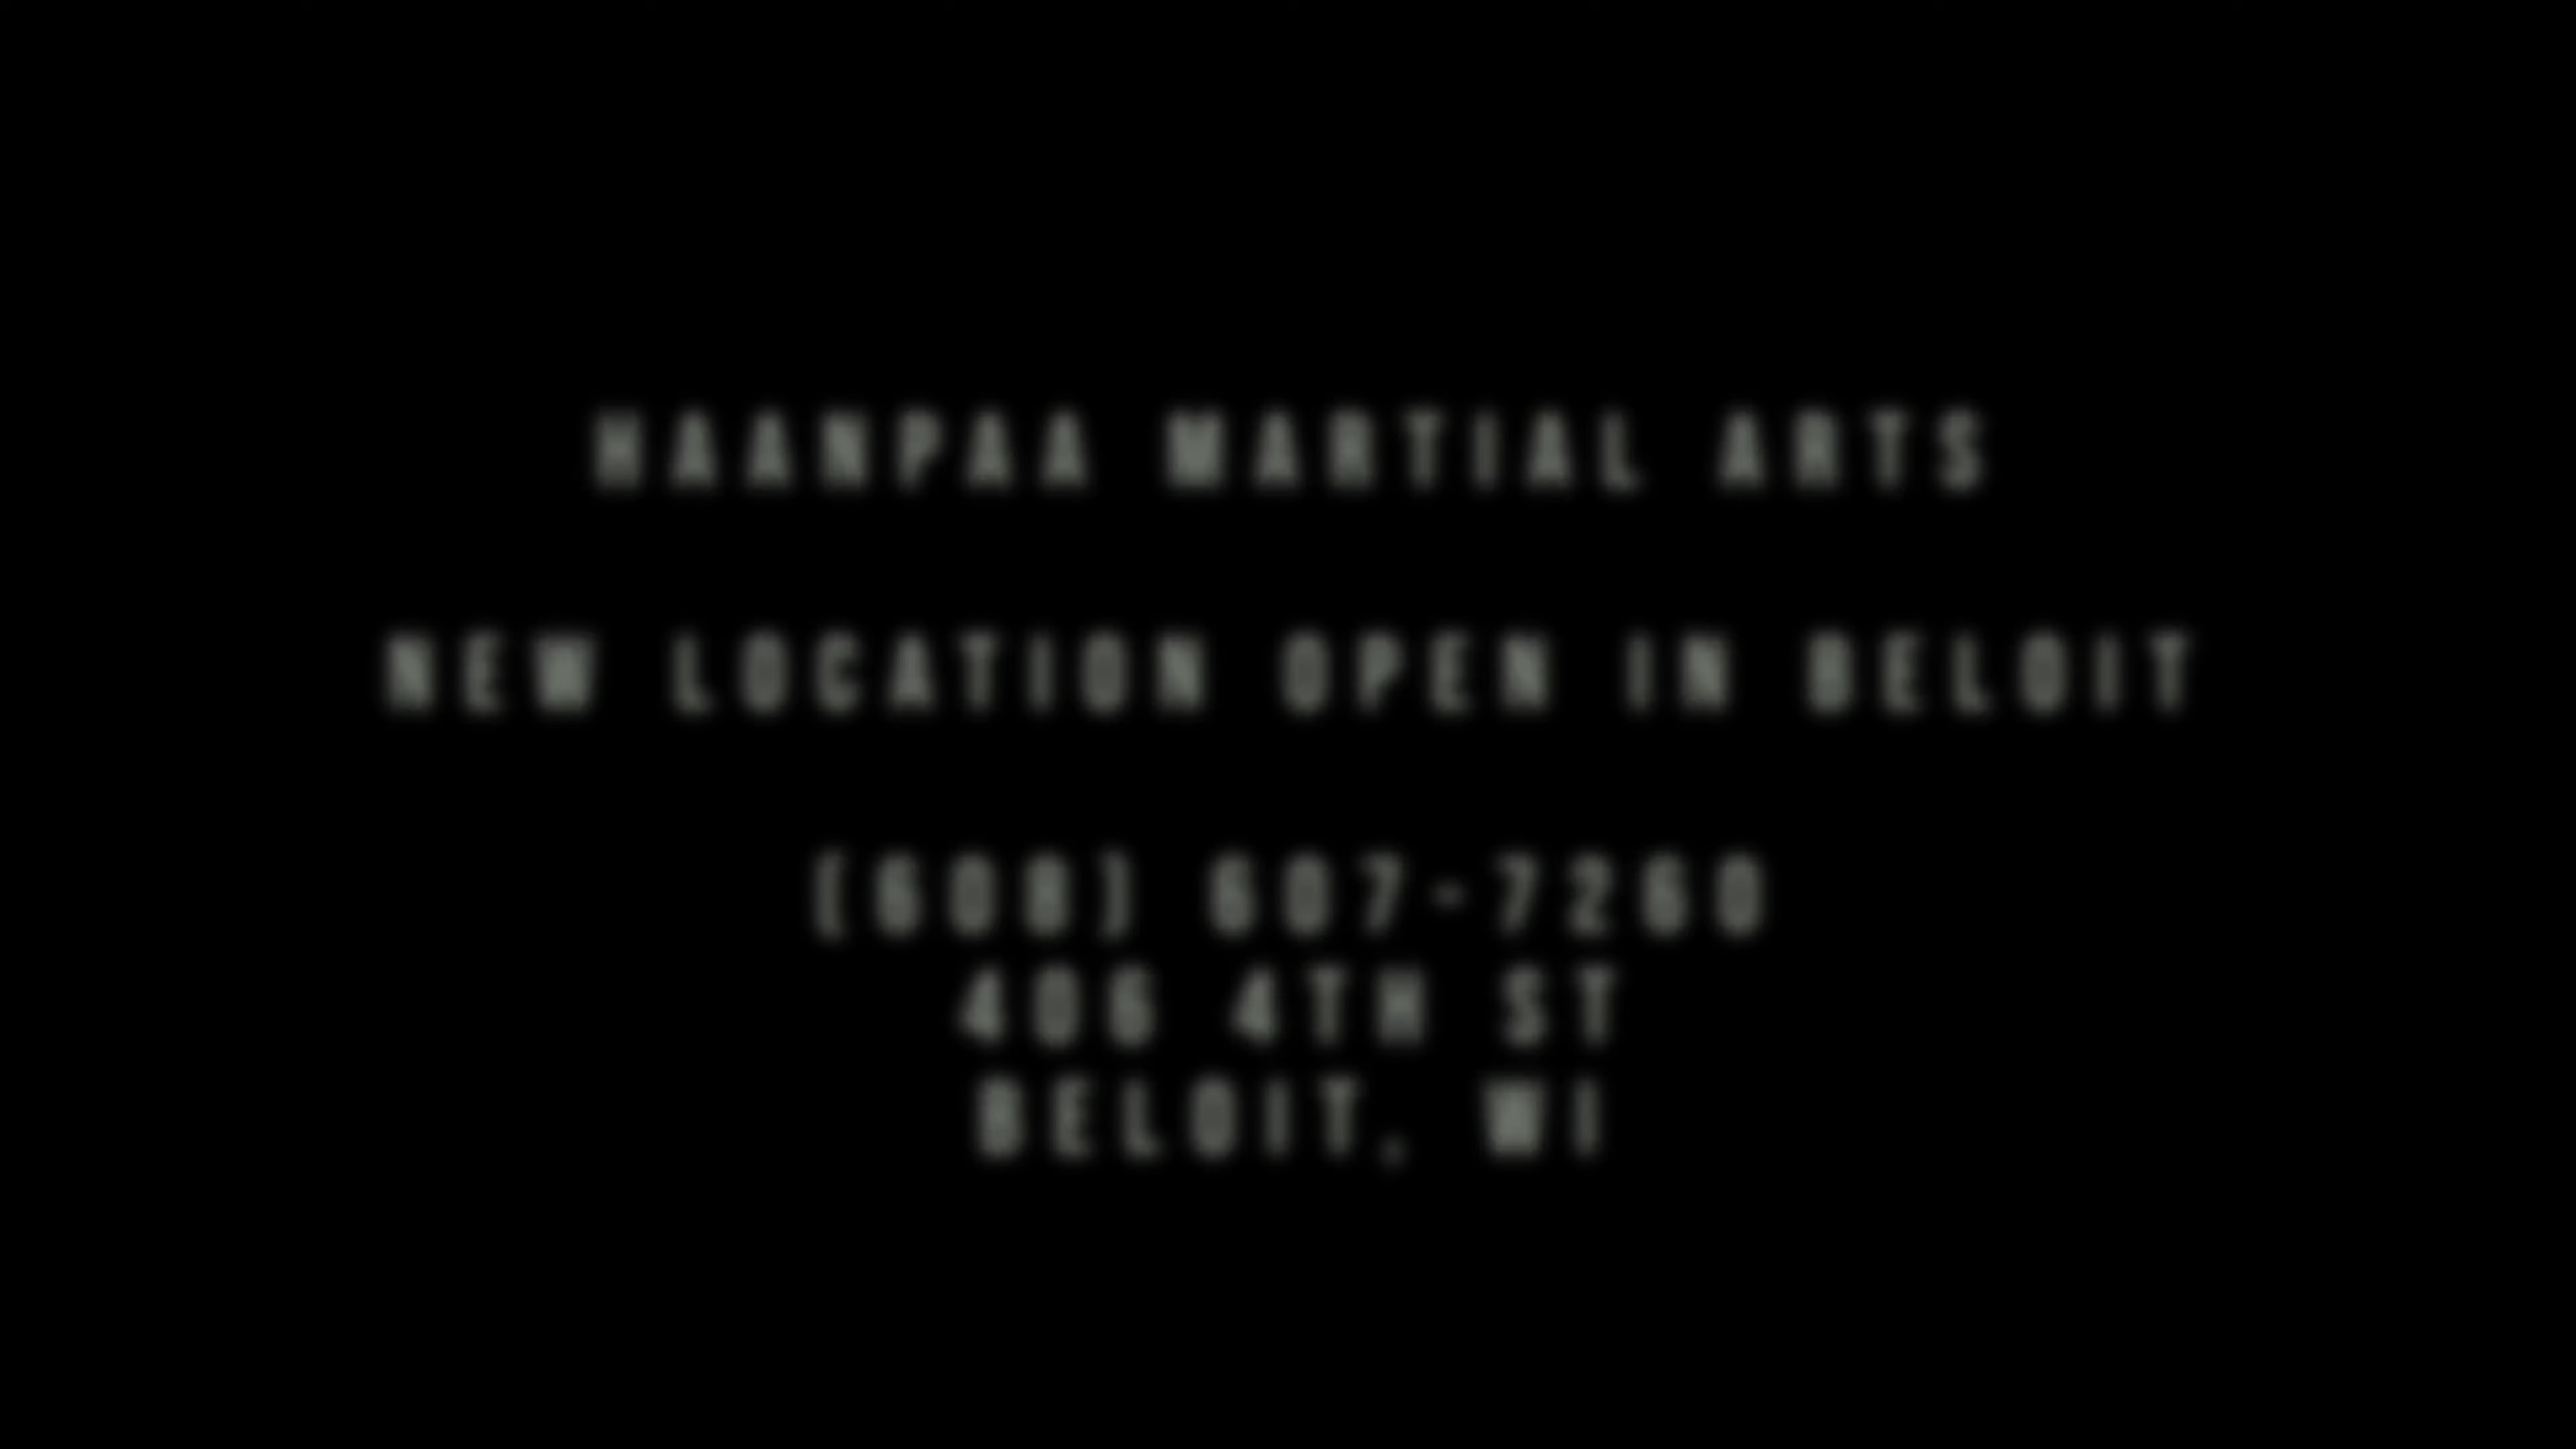 HAANPAA MARTIAL ARTS
NEW LOCATION OPEN IN BELOIT
(608) 607-7260
406 4TH ST
BELOIT, WI